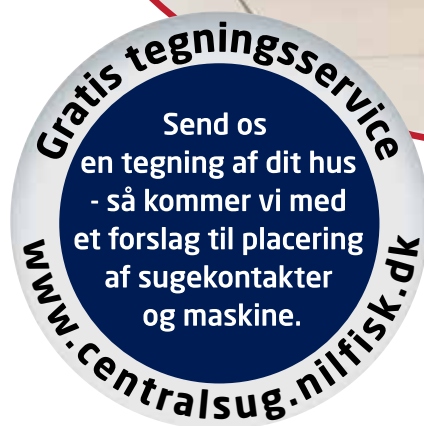 Gratis tegningsservice
Send os
en tegning af dit hus
- så kommer vi med
et forslag til placering
af sugekontakter
og maskine.
www.centralsug.nilfisk.dk